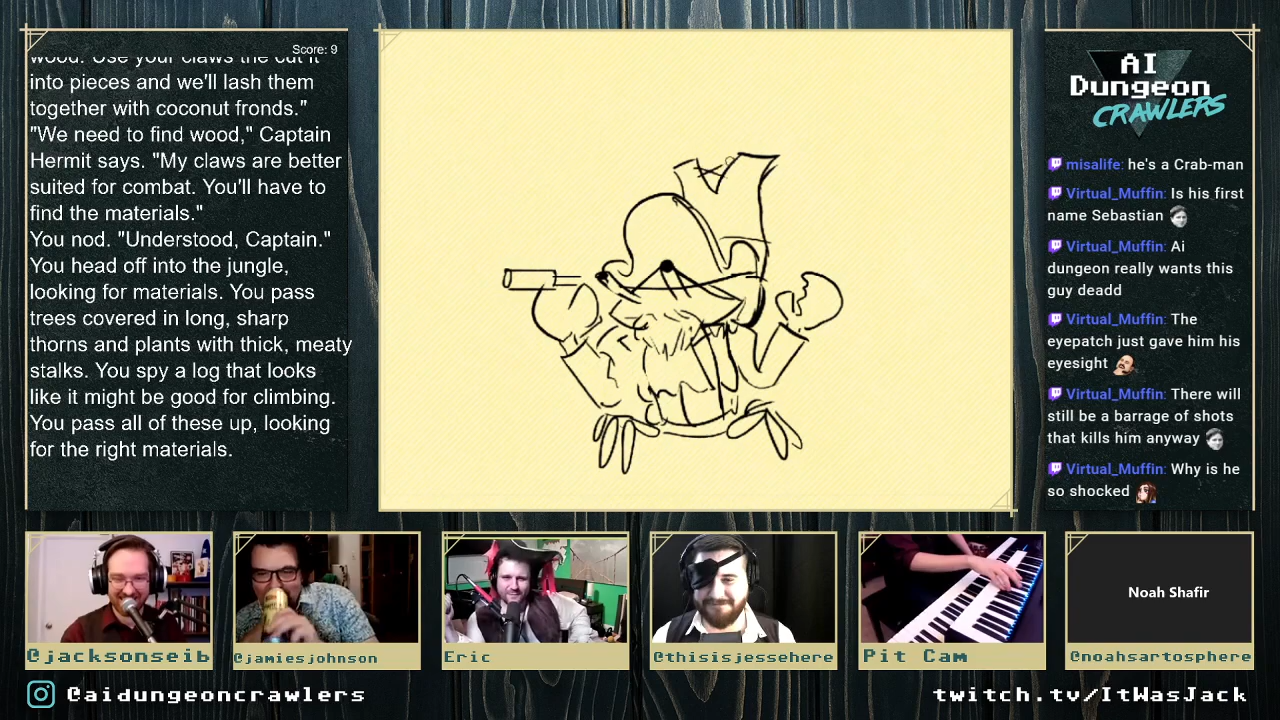 Score: 9
wood. Use your claws the cut it
into pieces and we'll lash them
together with coconut fronds."
"We need to find wood," Captain
Hermit says. "My claws are better
suited for combat. You'll have to
find the materials."
You nod. "Understood, Captain."
You head off into the jungle,
looking for materials. You pass
trees covered in long, sharp
thorns and plants with thick, meaty
stalks. You spy a log that looks
like it might be good for climbing.
You pass all of these up, looking
for the right materials.
AI
Dungeon
CRAWLERS
misalife: he's a Crab-man
Virtual_Muffin: Is his first
name Sebastian
Virtual_Muffin: Ai
dungeon really wants this
guy deadd
Virtual_Muffin: The
eyepatch just gave him his
eyesight
Virtual_Muffin: There will
still be a barrage of shots
that kills him anyway
Virtual_Muffin: Why is he
so shocked
Noah Shafir
@jacksonseib
@jamiesjohnson
Eric
@thisisjessehere
Pit Cam
@noahsartosphere
@aidungeoncrawlers
twitch.tv/ItWasJack